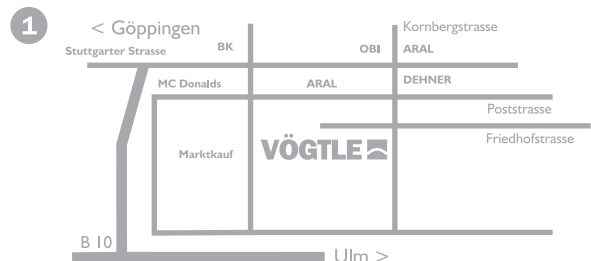 1
< Göppingen
Kornbergstrasse
Stuttgarter Strasse
BK
OBI
ARAL
MC Donalds
ARAL
DEHNER
Poststrasse
Friedhofstrasse
Marktkauf
VÖGTLE
B 10
Ulm >